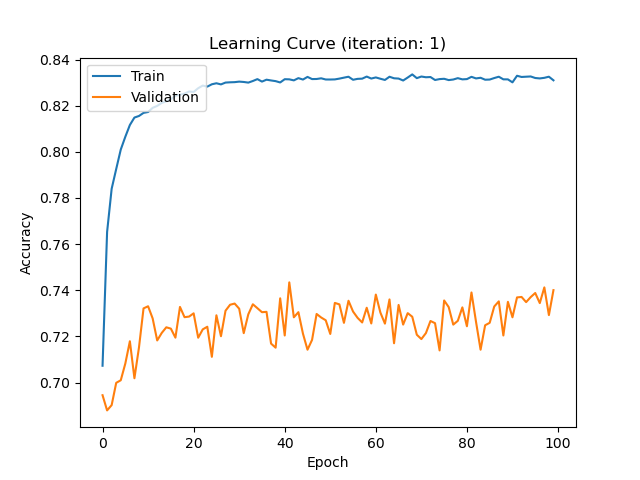 Learning Curve (iteration: 1)
Train
Validation
0.84
0.82
0.80
0.78
0.76
0.74
0.72
0.70
Accuracy
0 20 40 60 80 100
Epoch